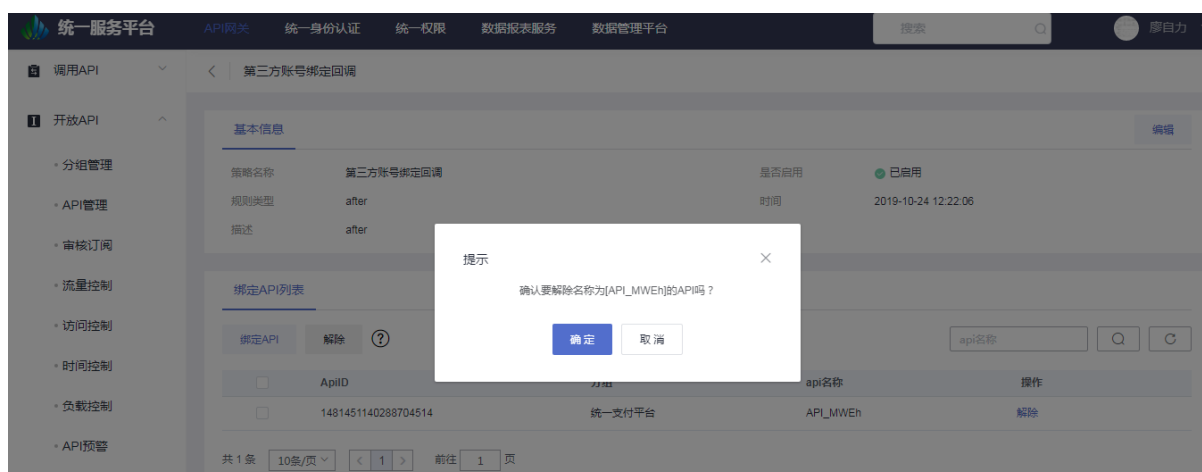 统一服务平台 API网关 统一身份认证 统一权限 数据报表服务 数据管理平台 搜索 廖自力
调用API
第三方账号绑定回调
开放API
分组管理
API管理
审核订阅
流量控制
访问控制
时间控制
负载控制
API预警
基本信息 编辑
策略名称 第三方账号绑定回调 是否启用 已启用
规则类型 after 时间 2019-10-24 12:22:06
描述 after
提示
确认要解除名称为[API_MWEh]的API吗？
确定 取消
绑定API列表
绑定API 解除 ? api名称
ApiID 分组 api名称 操作
1481451140288704514 统一支付平台 API_MWEh 解除
共1条 10条/页 < 1 > 前往 1 页